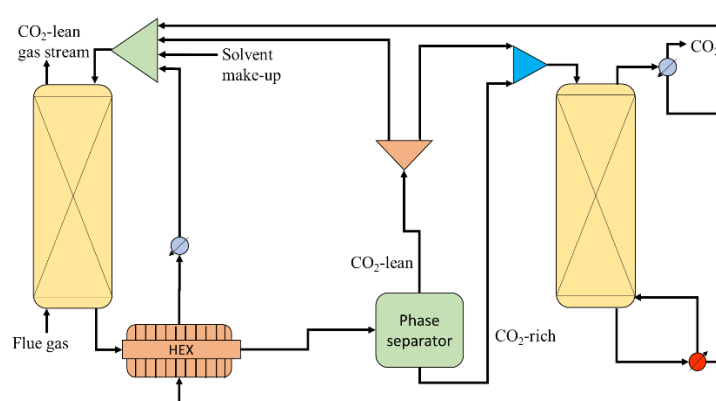 CO₂-lean
gas stream
Solvent
make-up
CO₂
CO₂-lean
Phase
separator
CO₂-rich
Flue gas
HEX